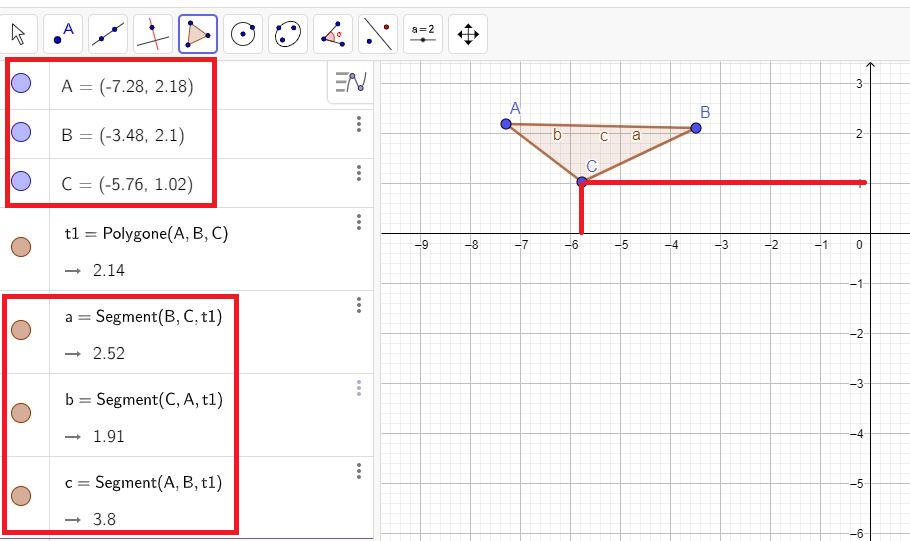 A
a=2
A = (-7.28, 2.18)
B = (-3.48, 2.1)
C = (-5.76, 1.02)
t1 = Polygone(A, B, C)
→ 2.14
a = Segment(B, C, t1)
→ 2.52
b = Segment(C, A, t1)
→ 1.91
c = Segment(A, B, t1)
→ 3.8
3
A
B
2
b c a
C
−9 −8 −7 −6 −5 −4 −3 −2 −1 0
−1
−2
−3
−4
−5
−6